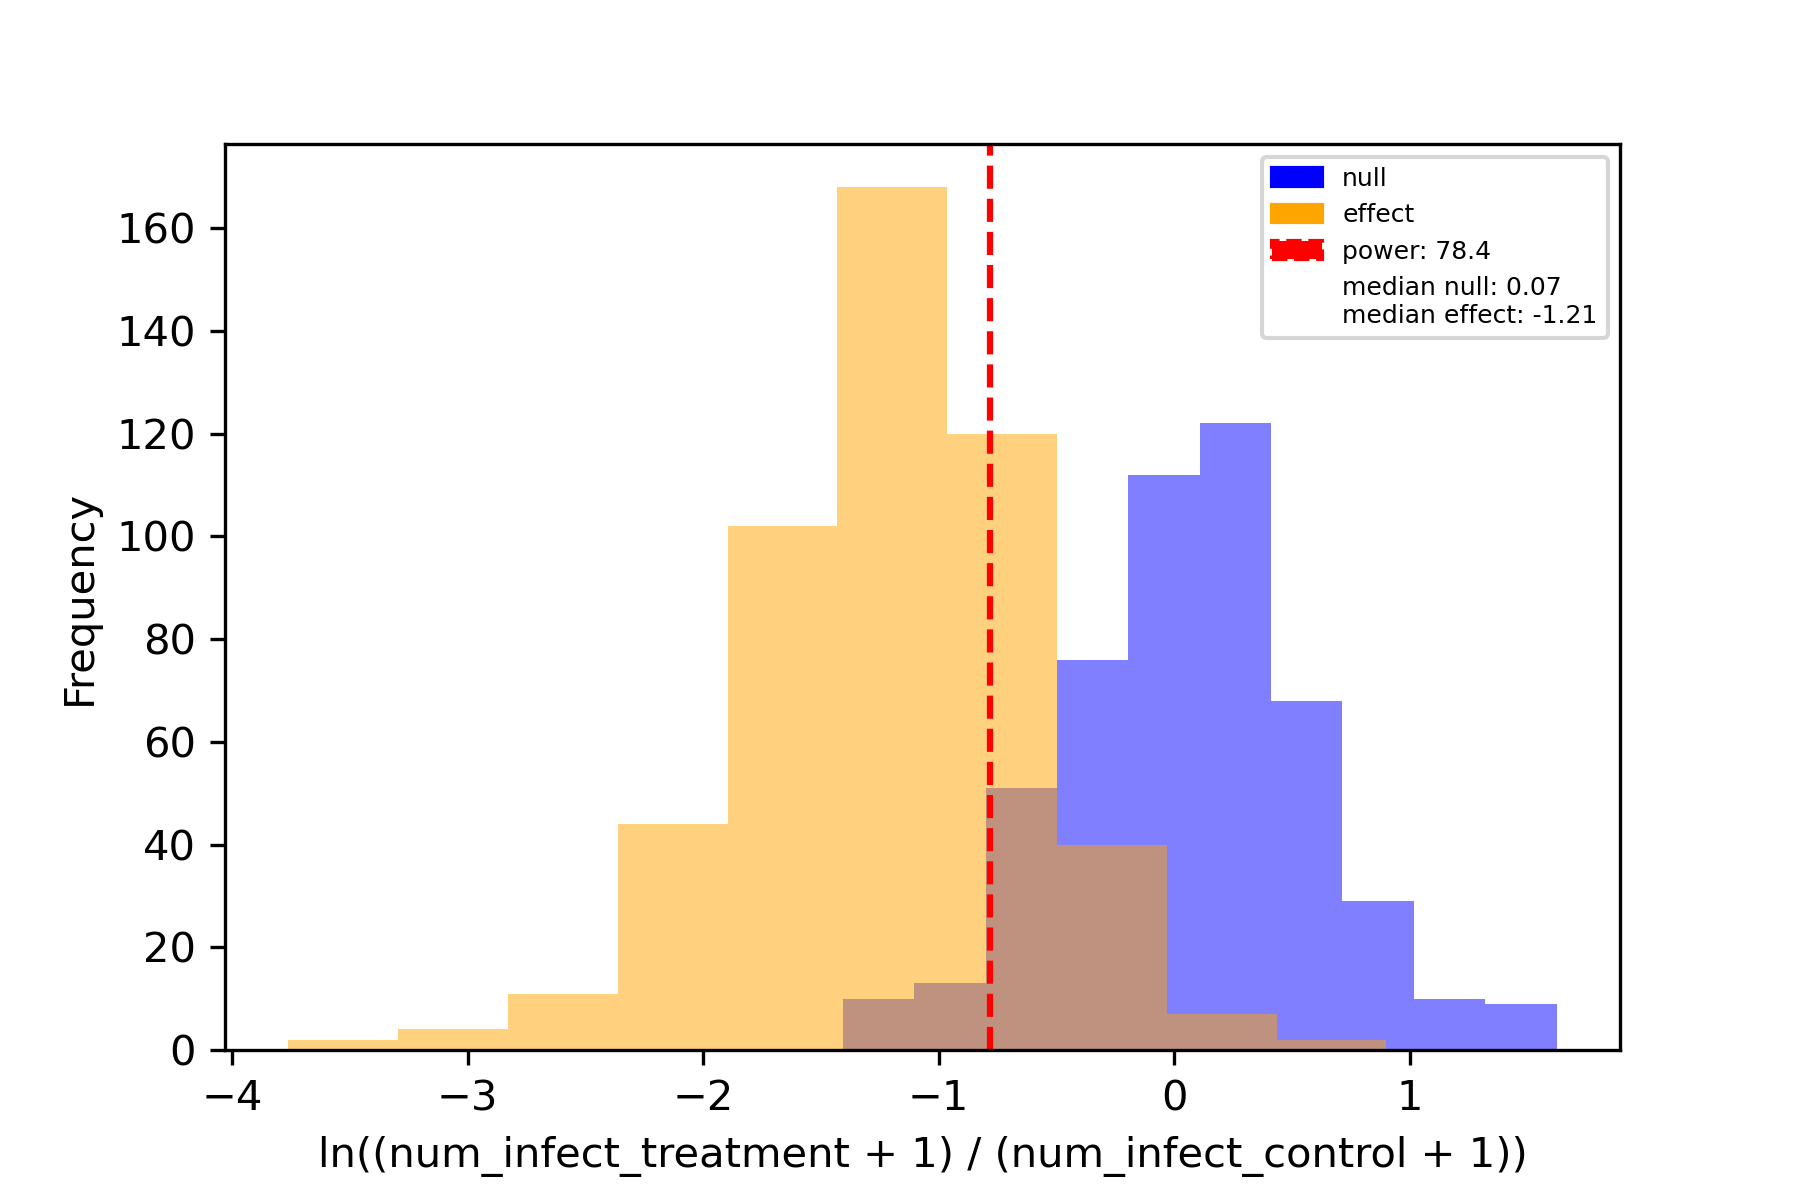 null
effect
power: 78.4
median null: 0.07
median effect: -1.21
160
140
120
100
80
60
40
20
0
Frequency
−4 −3 −2 −1 0 1
ln((num_infect_treatment + 1) / (num_infect_control + 1))